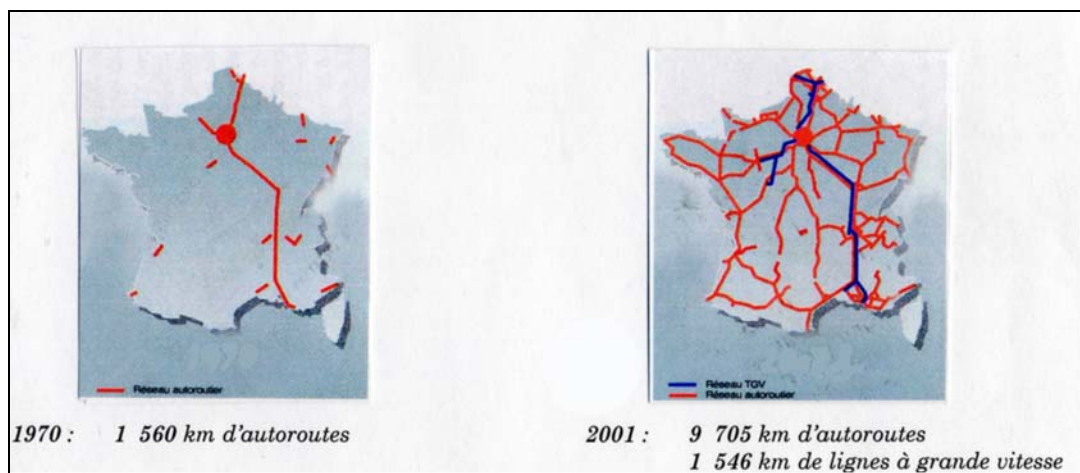 Réseau autoroutier
Réseau TGV
Réseau autoroutier
1970 : 1 560 km d'autoroutes
2001 : 9 705 km d'autoroutes
1 546 km de lignes à grande vitesse